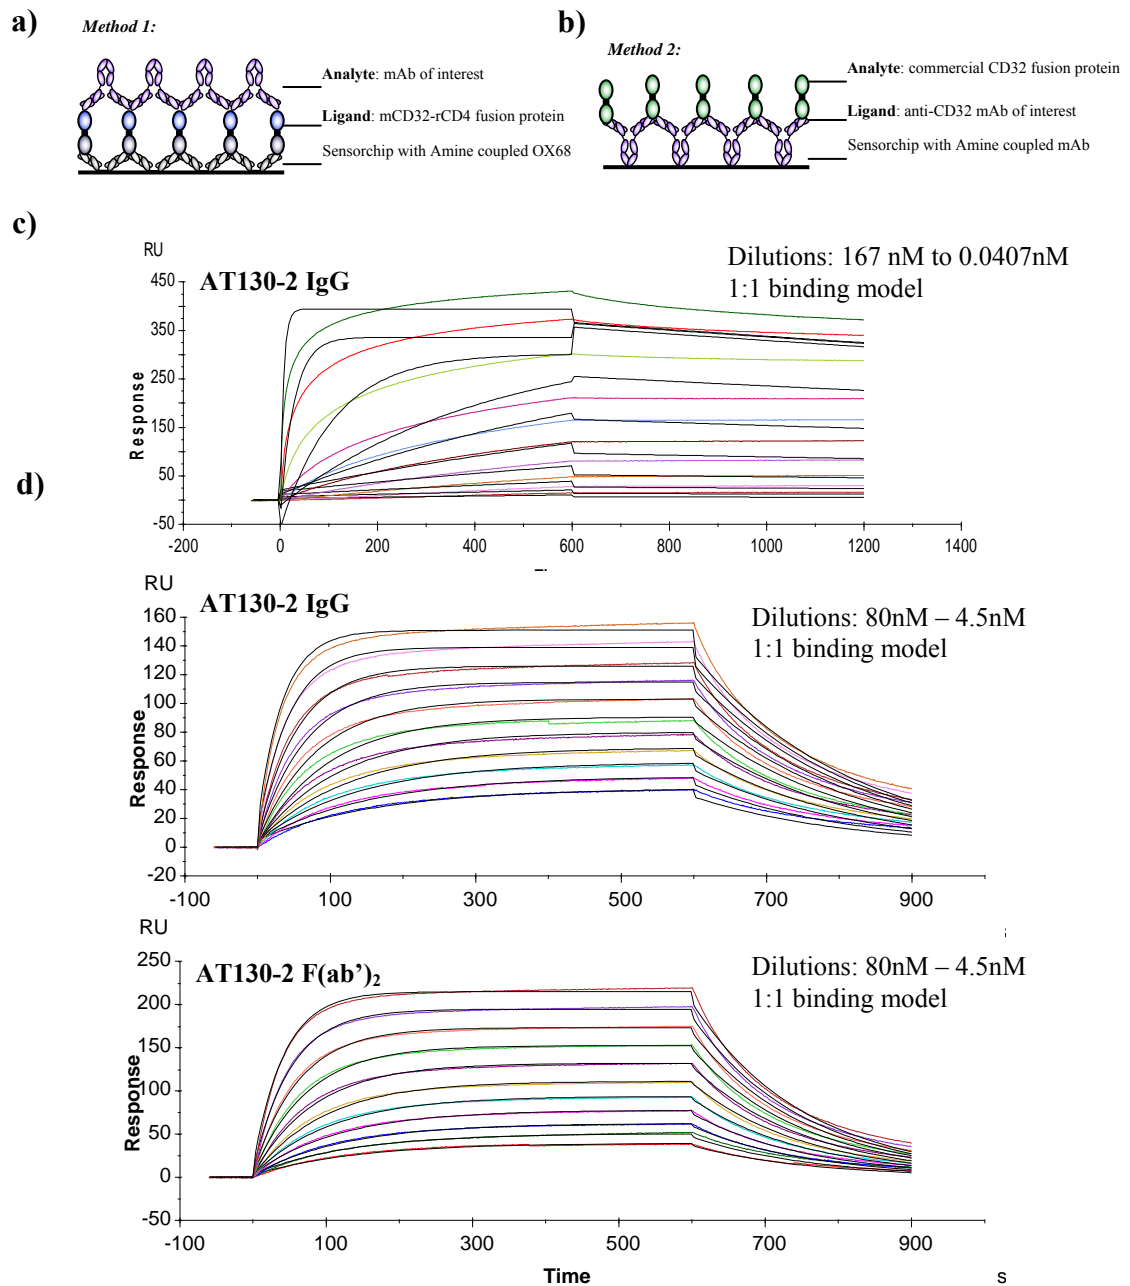 a)
Method 1:
Analyte: mAb of interest
Ligand: mCD32-rCD4 fusion protein
Sensorchip with Amine coupled OX68
b)
Method 2:
Analyte: commercial CD32 fusion protein
Ligand: anti-CD32 mAb of interest
Sensorchip with Amine coupled mAb
c)
RU
AT130-2 IgG
Dilutions: 167 nM to 0.0407nM
1:1 binding model
450
350
250
150
50
-50
Response
-200 0 200 400 600 800 1000 1200 1400
d)
RU
AT130-2 IgG
Dilutions: 80nM – 4.5nM
1:1 binding model
160
140
120
100
80
60
40
20
0
-20
Response
-100 100 300 500 700 900
RU
AT130-2 F(ab’)2
Dilutions: 80nM – 4.5nM
1:1 binding model
250
200
150
100
50
0
-50
Response
-100 100 300 500 700 900
Time
s